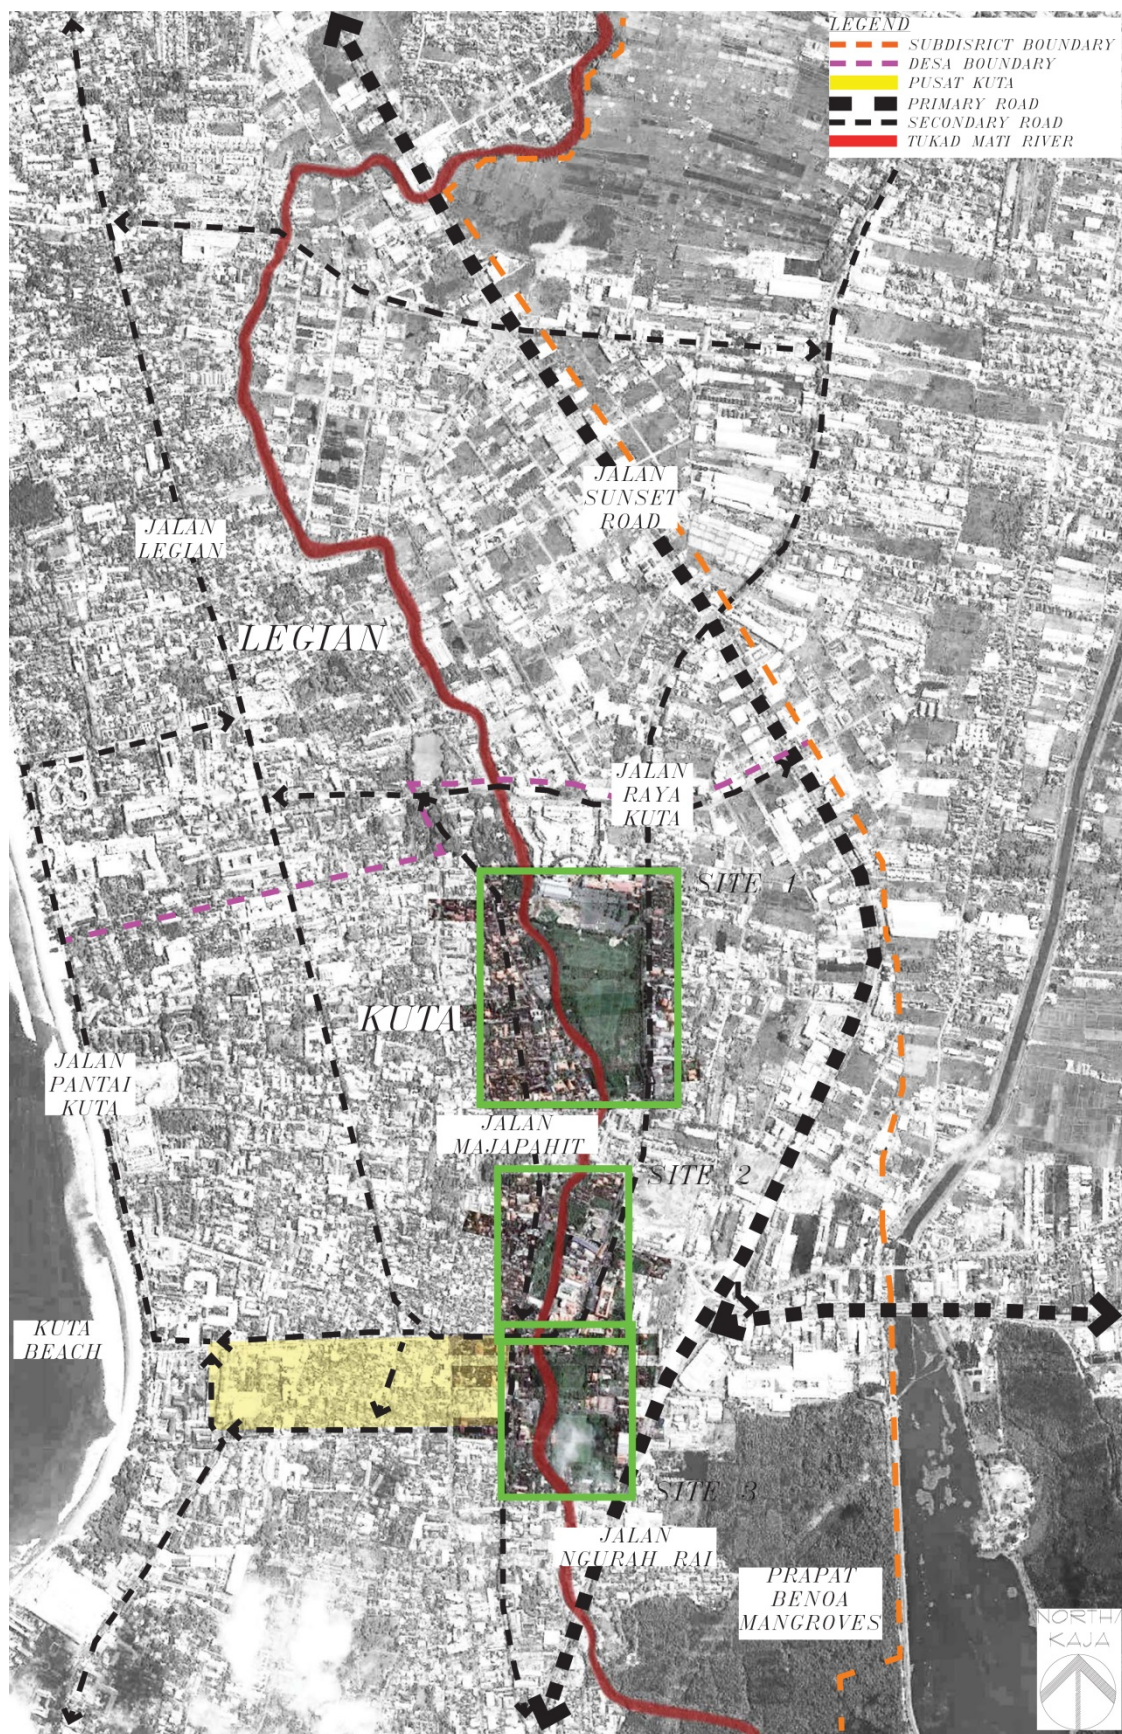 LEGEND
SUBDISRICT BOUNDARY
DESA BOUNDARY
PUSAT KUTA
PRIMARY ROAD
SECONDARY ROAD
TUKAD MATI RIVER
JALAN
SUNSET
ROAD
JALAN
LEGIAN
LEGIAN
JALAN
RAYA
KUTA
SITE 1
KUTA
JALAN
PANTAI
KUTA
JALAN
MAJAPAHIT
SITE 2
KUTA
BEACH
SITE 3
JALAN
NGURAH RAI
PRAPAT
BENOA
MANGROVES
NORTH/
KAJA